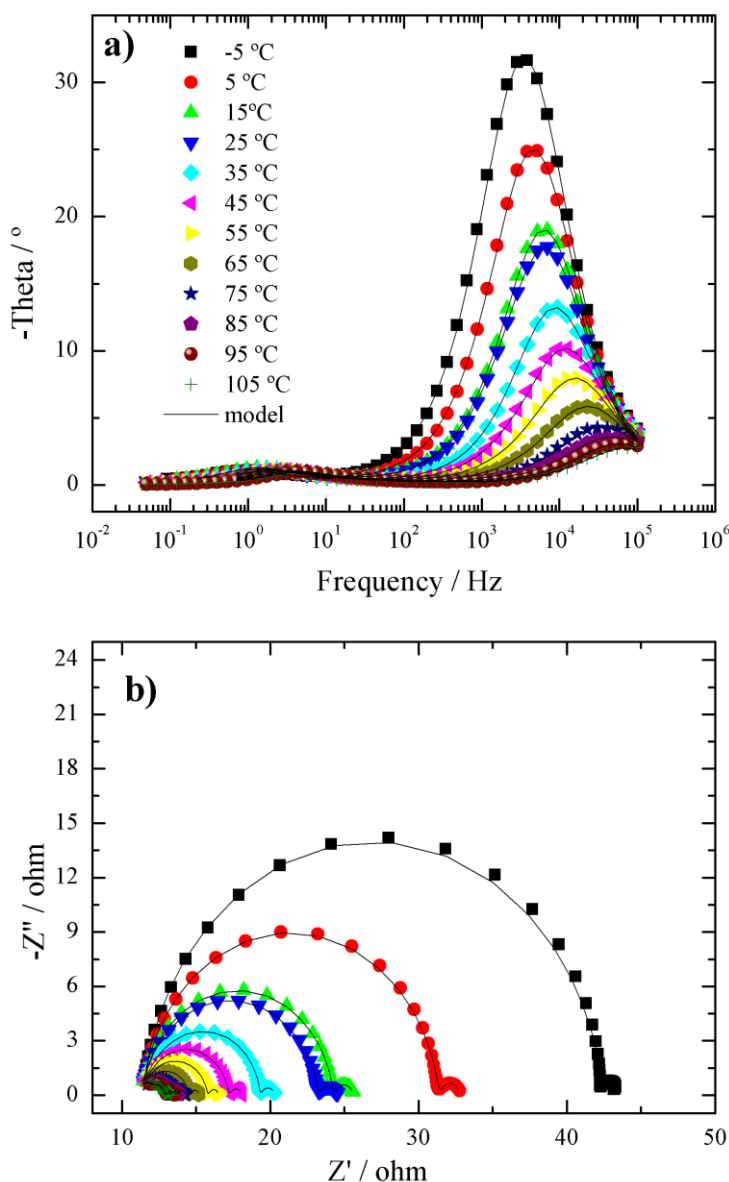 a)
-5 ºC
5 ºC
15ºC
25 ºC
35 ºC
45 ºC
55 ºC
65 ºC
75 ºC
85 ºC
95 ºC
105 ºC
model
30
20
10
0
-Theta / º
10-2 10-1 100 101 102 103 104 105 106
Frequency / Hz
b)
24
21
18
15
12
9
6
3
0
-Z'' / ohm
10 20 30 40 50
Z' / ohm